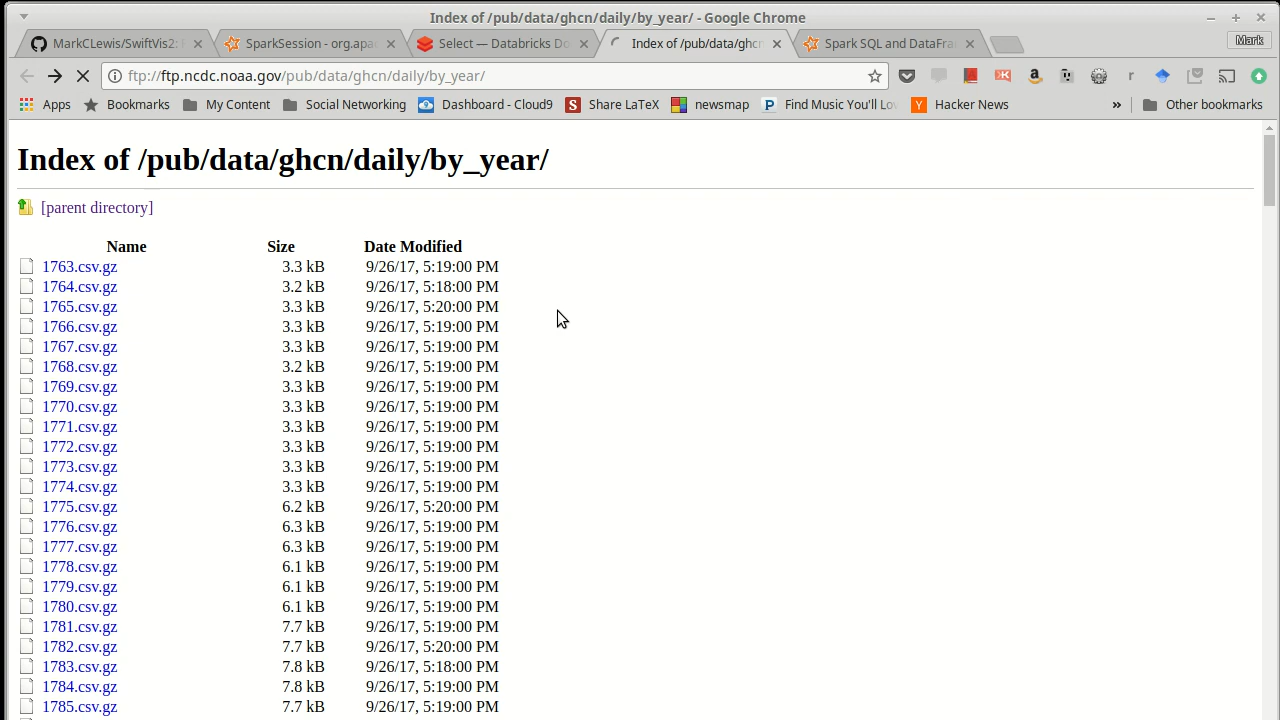 Index of /pub/data/ghcn/daily/by_year/ - Google Chrome
MarkCLewis/SwiftVis2: SparkSession - org.apac Select — Databricks Do Index of /pub/data/ghcn Spark SQL and DataFra Mark
ftp://ftp.ncdc.noaa.gov/pub/data/ghcn/daily/by_year/
Apps Bookmarks My Content Social Networking Dashboard - Cloud9 Share LaTeX newsmap Find Music You'll Lo Hacker News » Other bookmarks
Index of /pub/data/ghcn/daily/by_year/
[parent directory]
Name Size Date Modified
1763.csv.gz 3.3 kB 9/26/17, 5:19:00 PM
1764.csv.gz 3.2 kB 9/26/17, 5:18:00 PM
1765.csv.gz 3.3 kB 9/26/17, 5:20:00 PM
1766.csv.gz 3.3 kB 9/26/17, 5:19:00 PM
1767.csv.gz 3.3 kB 9/26/17, 5:19:00 PM
1768.csv.gz 3.2 kB 9/26/17, 5:19:00 PM
1769.csv.gz 3.3 kB 9/26/17, 5:19:00 PM
1770.csv.gz 3.3 kB 9/26/17, 5:19:00 PM
1771.csv.gz 3.3 kB 9/26/17, 5:19:00 PM
1772.csv.gz 3.3 kB 9/26/17, 5:19:00 PM
1773.csv.gz 3.3 kB 9/26/17, 5:19:00 PM
1774.csv.gz 3.3 kB 9/26/17, 5:19:00 PM
1775.csv.gz 6.2 kB 9/26/17, 5:20:00 PM
1776.csv.gz 6.3 kB 9/26/17, 5:19:00 PM
1777.csv.gz 6.3 kB 9/26/17, 5:19:00 PM
1778.csv.gz 6.1 kB 9/26/17, 5:19:00 PM
1779.csv.gz 6.1 kB 9/26/17, 5:19:00 PM
1780.csv.gz 6.1 kB 9/26/17, 5:19:00 PM
1781.csv.gz 7.7 kB 9/26/17, 5:19:00 PM
1782.csv.gz 7.7 kB 9/26/17, 5:20:00 PM
1783.csv.gz 7.8 kB 9/26/17, 5:18:00 PM
1784.csv.gz 7.8 kB 9/26/17, 5:19:00 PM
1785.csv.gz 7.7 kB 9/26/17, 5:19:00 PM